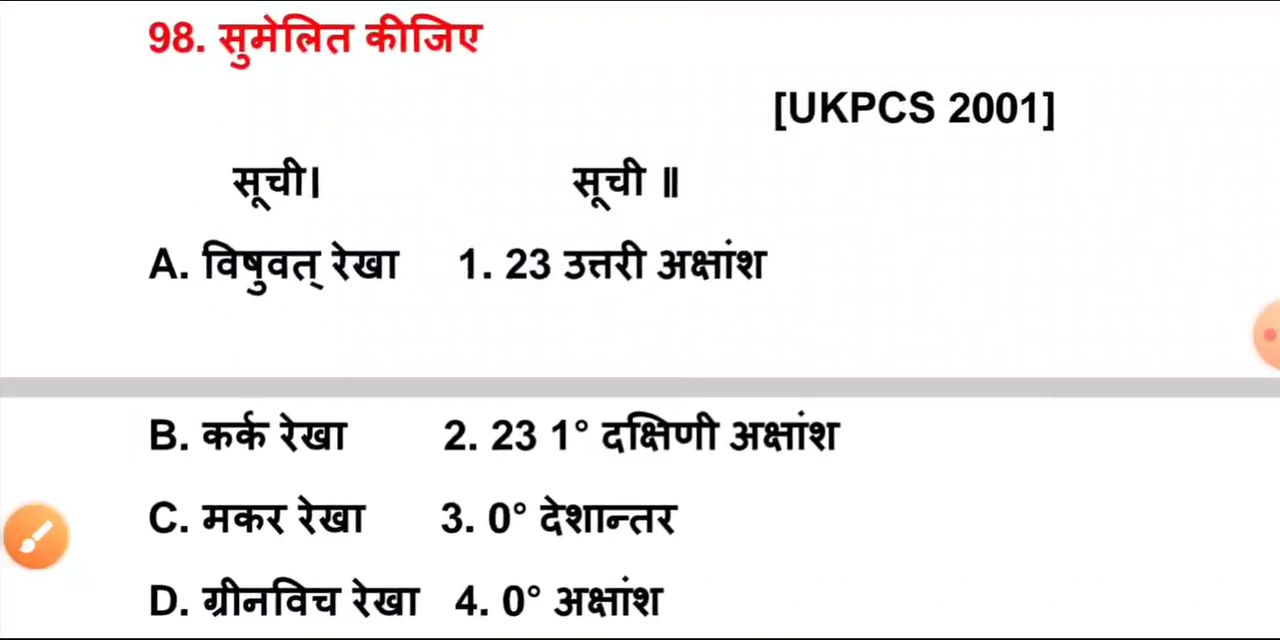 98. सुमेलित कीजिए
[UKPCS 2001]
सूची। सूची ॥
A. विषुवत् रेखा 1. 23 उत्तरी अक्षांश
B. कर्क रेखा 2. 23 1° दक्षिणी अक्षांश
C. मकर रेखा 3. 0° देशान्तर
D. ग्रीनविच रेखा 4. 0° अक्षांश